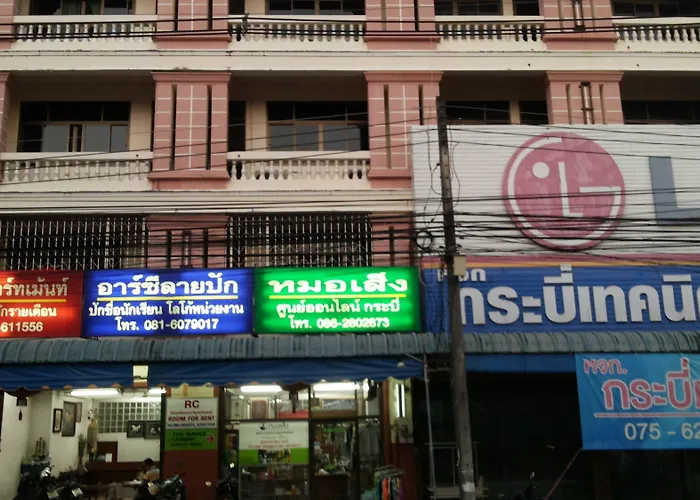 LG
ร์ทเม้นท์
กรายเดือน
611556
อาร์ซีลายปัก
ปักชื่อนักเรียน โลโก้หน่วยงาน
โทร. 081-6079017
หมอเส็ง
ศูนย์ออนไลน์ กระบี่
โทร. 086-2802673
หจก
กระบี่เทคนิ
หจก.
กระบี่
075-62
RC
ROOM FOR RENT
TAXI SERVICE
LAUNDRY